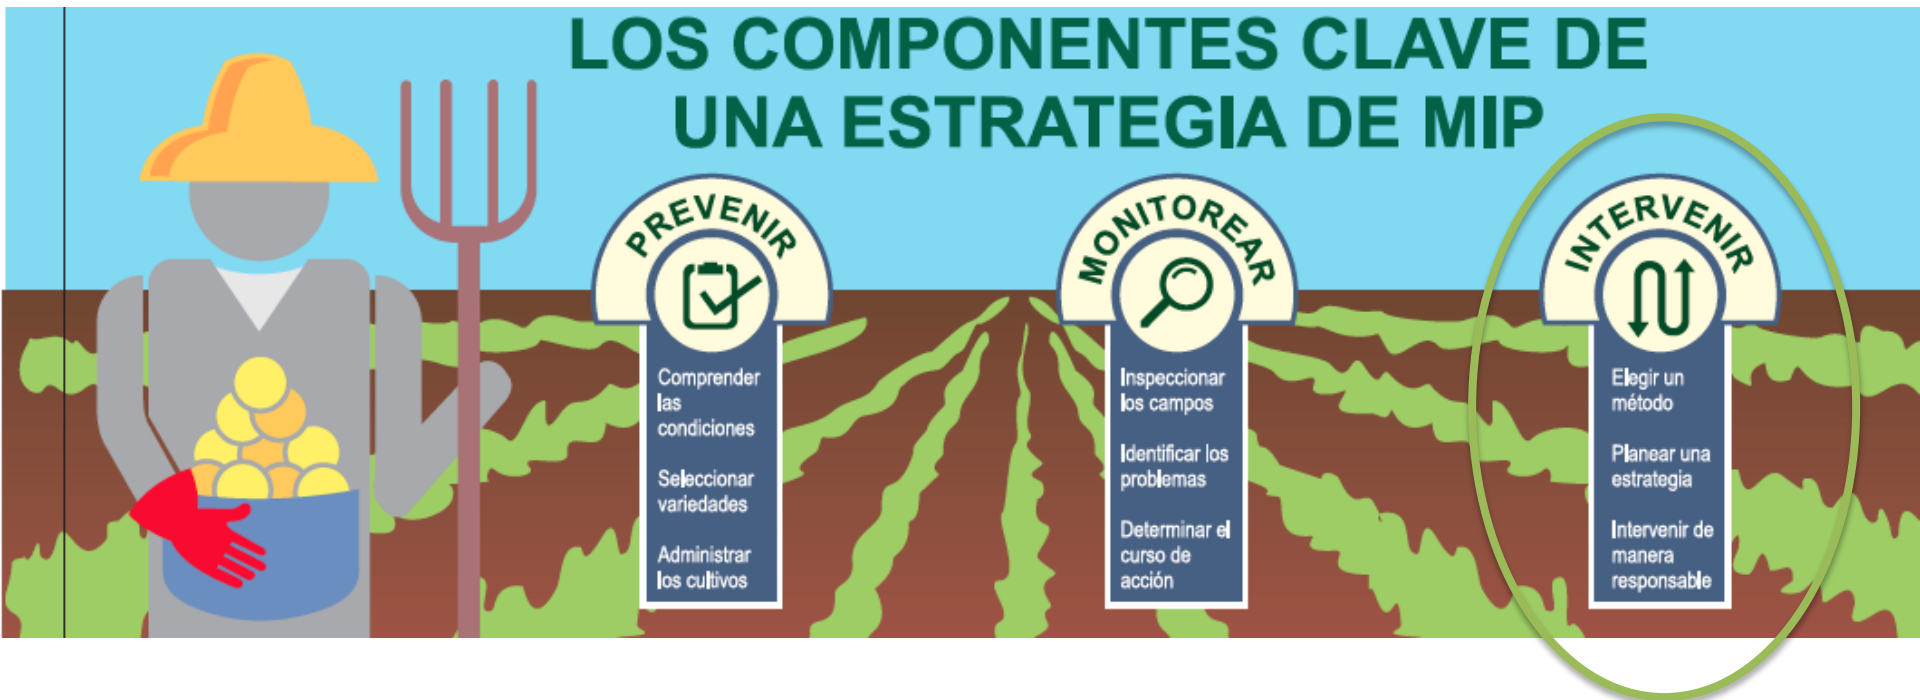 LOS COMPONENTES CLAVE DE
UNA ESTRATEGIA DE MIP
PREVENIR
Comprender
las
condiciones
Seleccionar
variedades
Administrar
los cultivos
MONITOREAR
Inspeccionar
los campos
Identificar los
problemas
Determinar el
curso de
acción
INTERVENIR
Elegir un
método
Planear una
estrategia
Intervenir de
manera
responsable